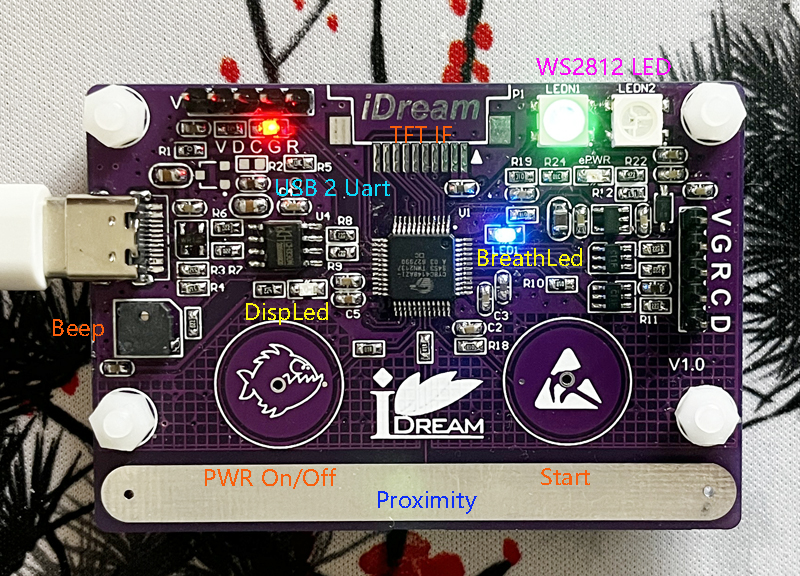 WS2812 LED
V
iDream
P1
LEDN1
LEDN2
TFT IF
R1
V D C G R
R2
R5
R19
R24
ePWR
R22
USB 2 Uart
R12
R6
U4
R8
U1
LED1
BreathLed
V
G
R
C
D
R3
R7
R9
R4
R10
DispLed
C5
C3
C2
R11
Beep
R18
V1.0
iDREAM
PWR On/Off
Start
Proximity